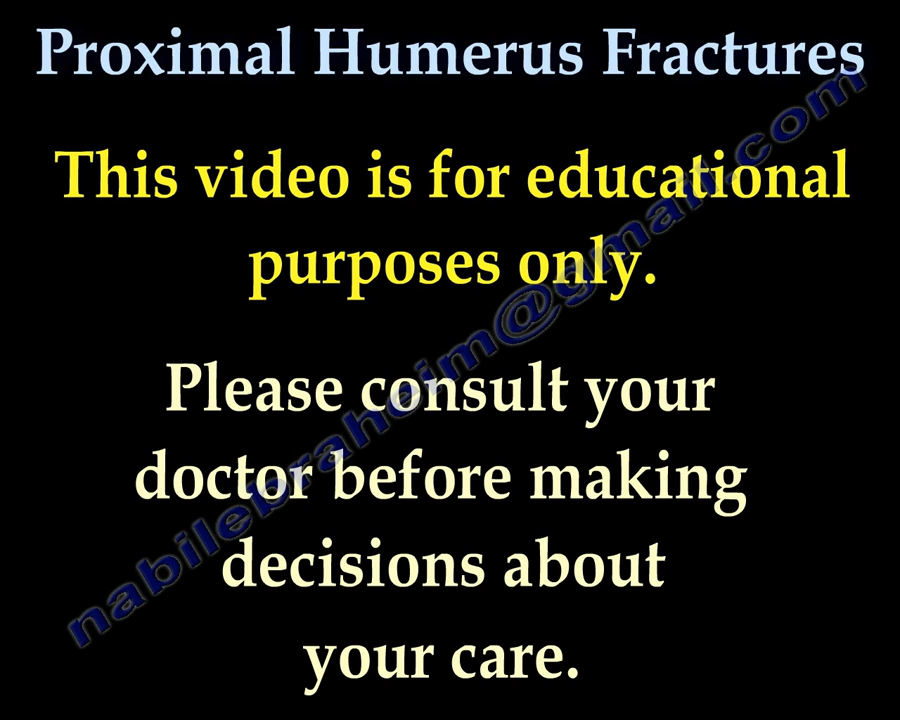 Proximal Humerus Fractures
This video is for educational
purposes only.
Please consult your
doctor before making
decisions about
your care.
nabilebraheim@gmail.com